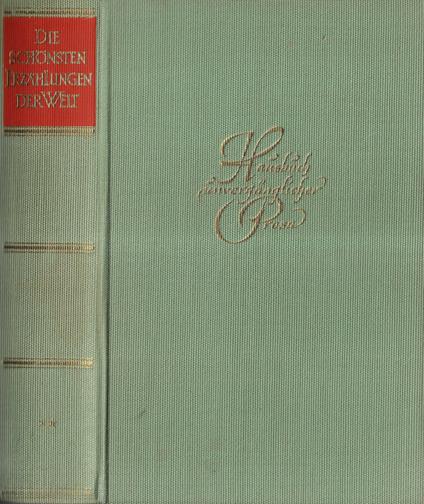 DIE
SCHÖNSTEN
ERZÄHLUNGEN
DER WELT
Hausbuch
unvergänglicher
Prosa
**